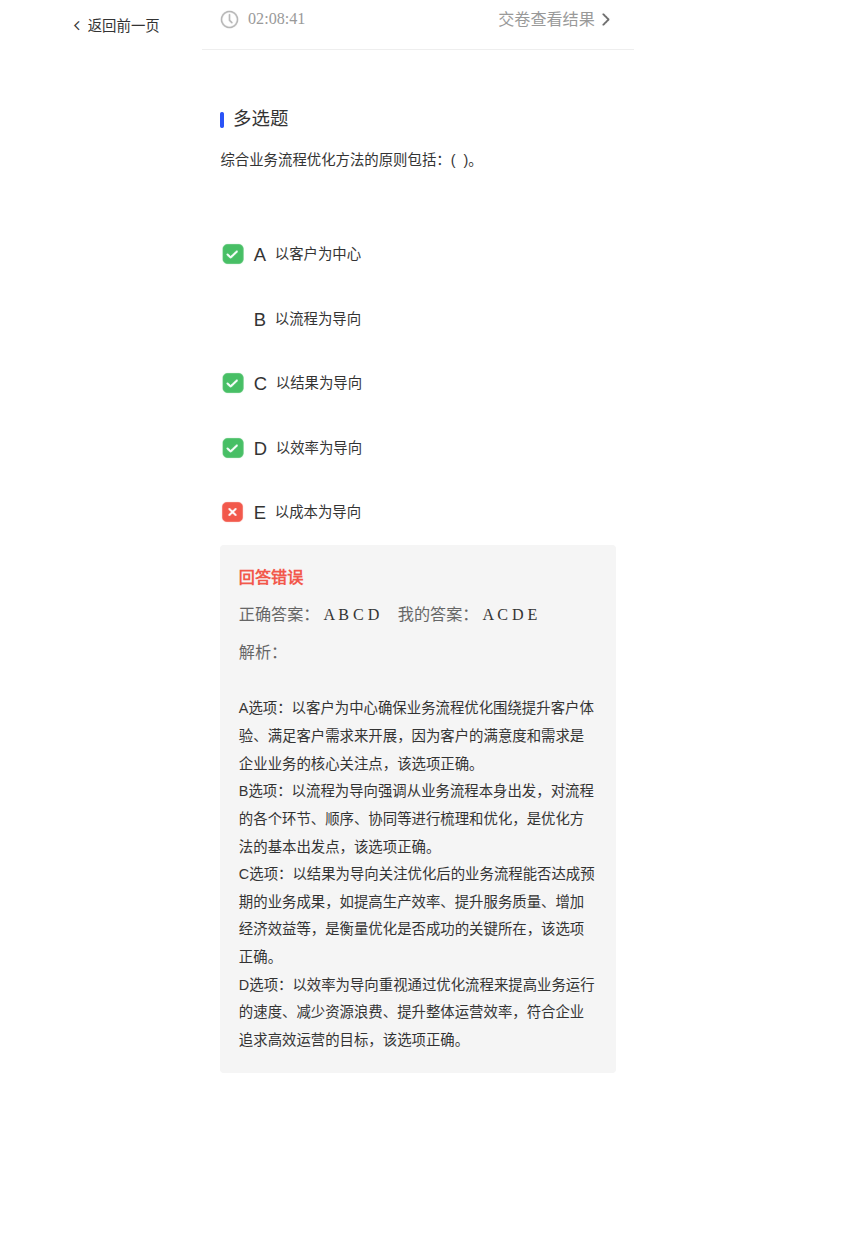 返回前一页
02:08:41 交卷查看结果
多选题
综合业务流程优化方法的原则包括：( )。
A 以客户为中心
B 以流程为导向
C 以结果为导向
D 以效率为导向
E 以成本为导向
回答错误
正确答案： A B C D 我的答案： A C D E
解析：
A选项：以客户为中心确保业务流程优化围绕提升客户体
验、满足客户需求来开展，因为客户的满意度和需求是
企业业务的核心关注点，该选项正确。
B选项：以流程为导向强调从业务流程本身出发，对流程
的各个环节、顺序、协同等进行梳理和优化，是优化方
法的基本出发点，该选项正确。
C选项：以结果为导向关注优化后的业务流程能否达成预
期的业务成果，如提高生产效率、提升服务质量、增加
经济效益等，是衡量优化是否成功的关键所在，该选项
正确。
D选项：以效率为导向重视通过优化流程来提高业务运行
的速度、减少资源浪费、提升整体运营效率，符合企业
追求高效运营的目标，该选项正确。